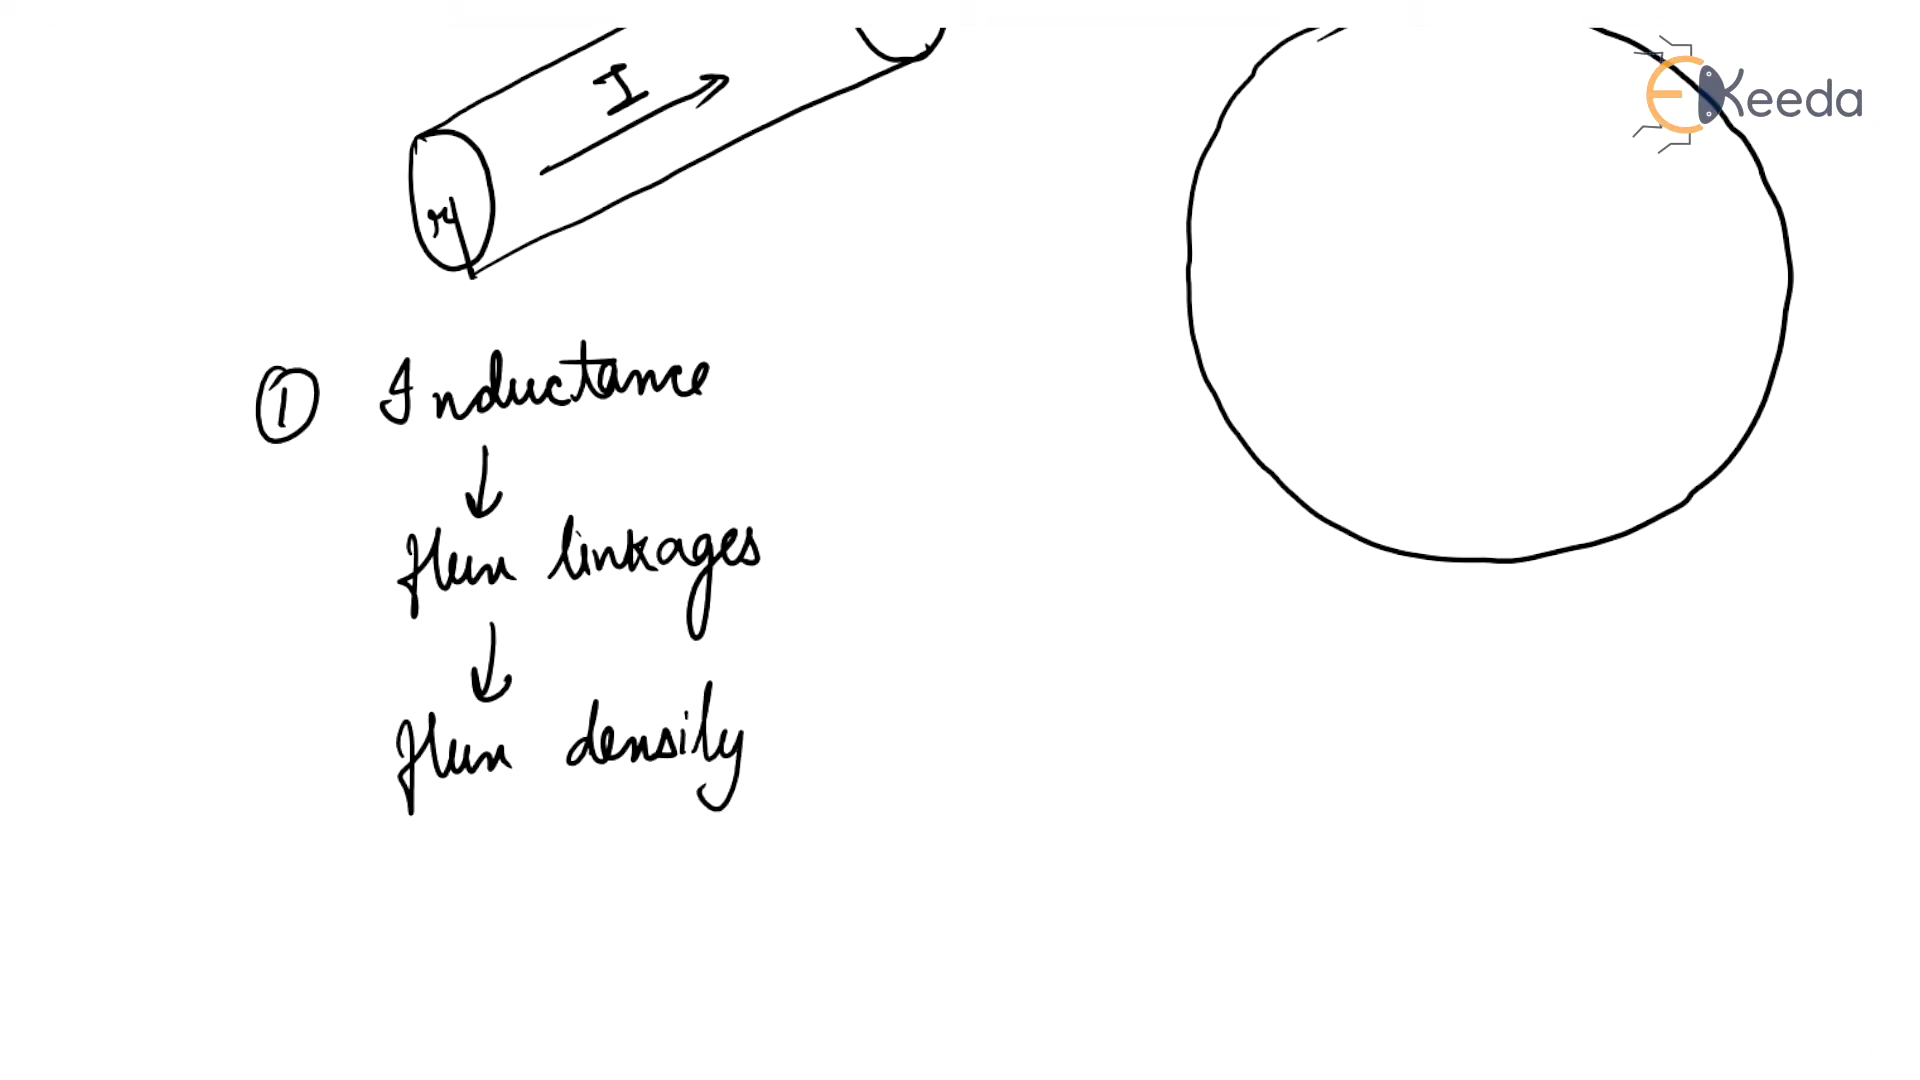 I
EKeeda
r
① Inductance
↓
flux linkages
↓
flux density